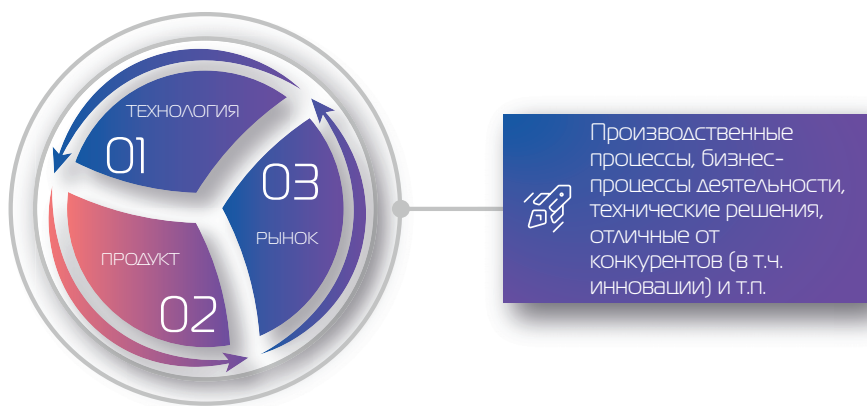 ТЕХНОЛОГИЯ
01
03
РЫНОК
ПРОДУКТ
02
Производственные
процессы, бизнес-
процессы деятельности,
технические решения,
отличные от
конкурентов (в т.ч.
инновации) и т.п.